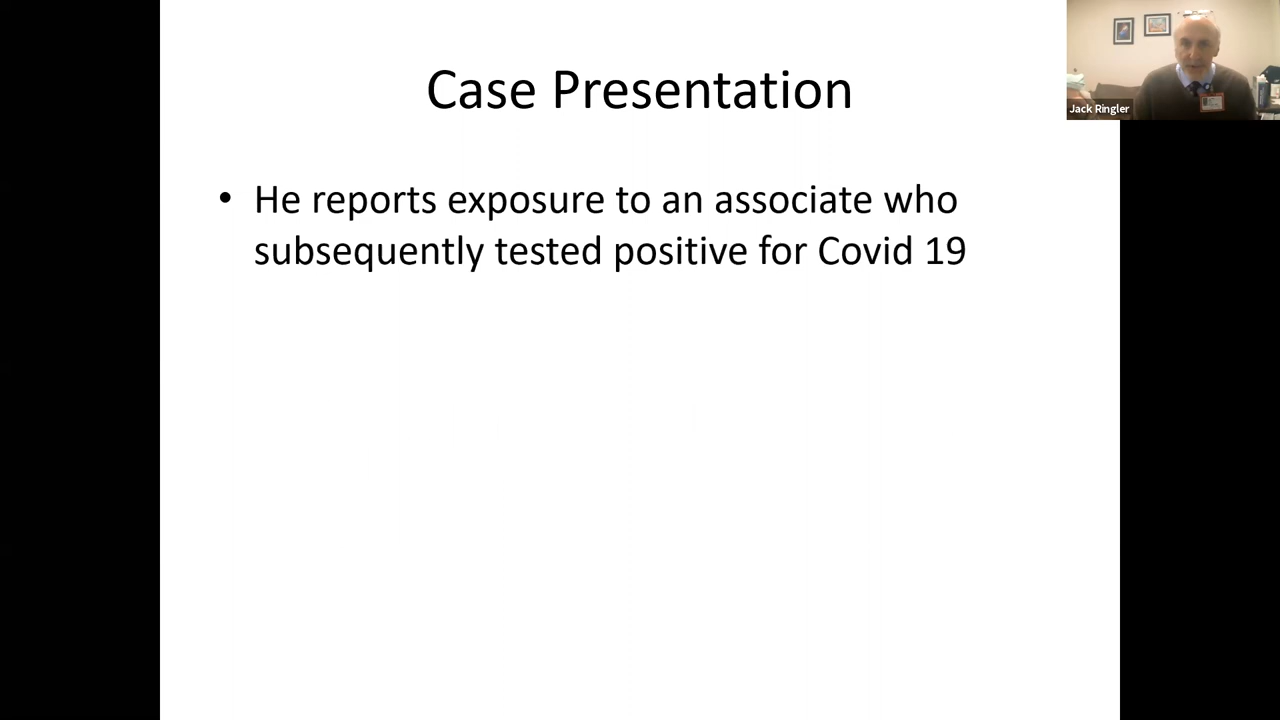 Case Presentation
Jack Ringler
• He reports exposure to an associate who
subsequently tested positive for Covid 19